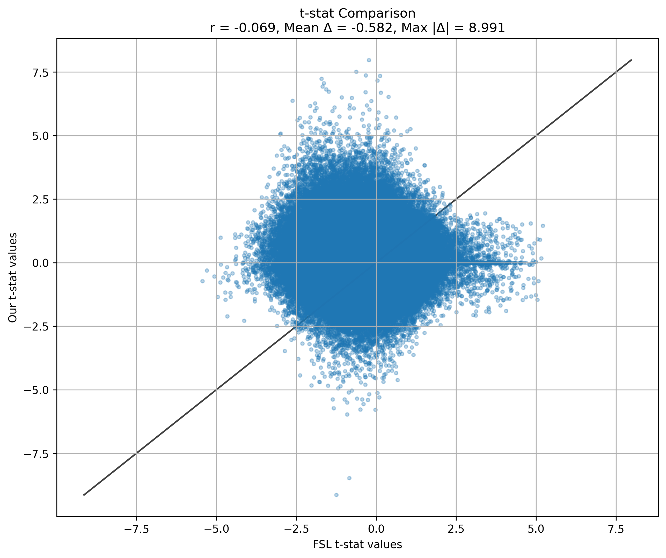 t-stat Comparison
r = -0.069, Mean Δ = -0.582, Max |Δ| = 8.991
7.5
5.0
2.5
0.0
−2.5
−5.0
−7.5
Our t-stat values
−7.5 −5.0 −2.5 0.0 2.5 5.0 7.5
FSL t-stat values